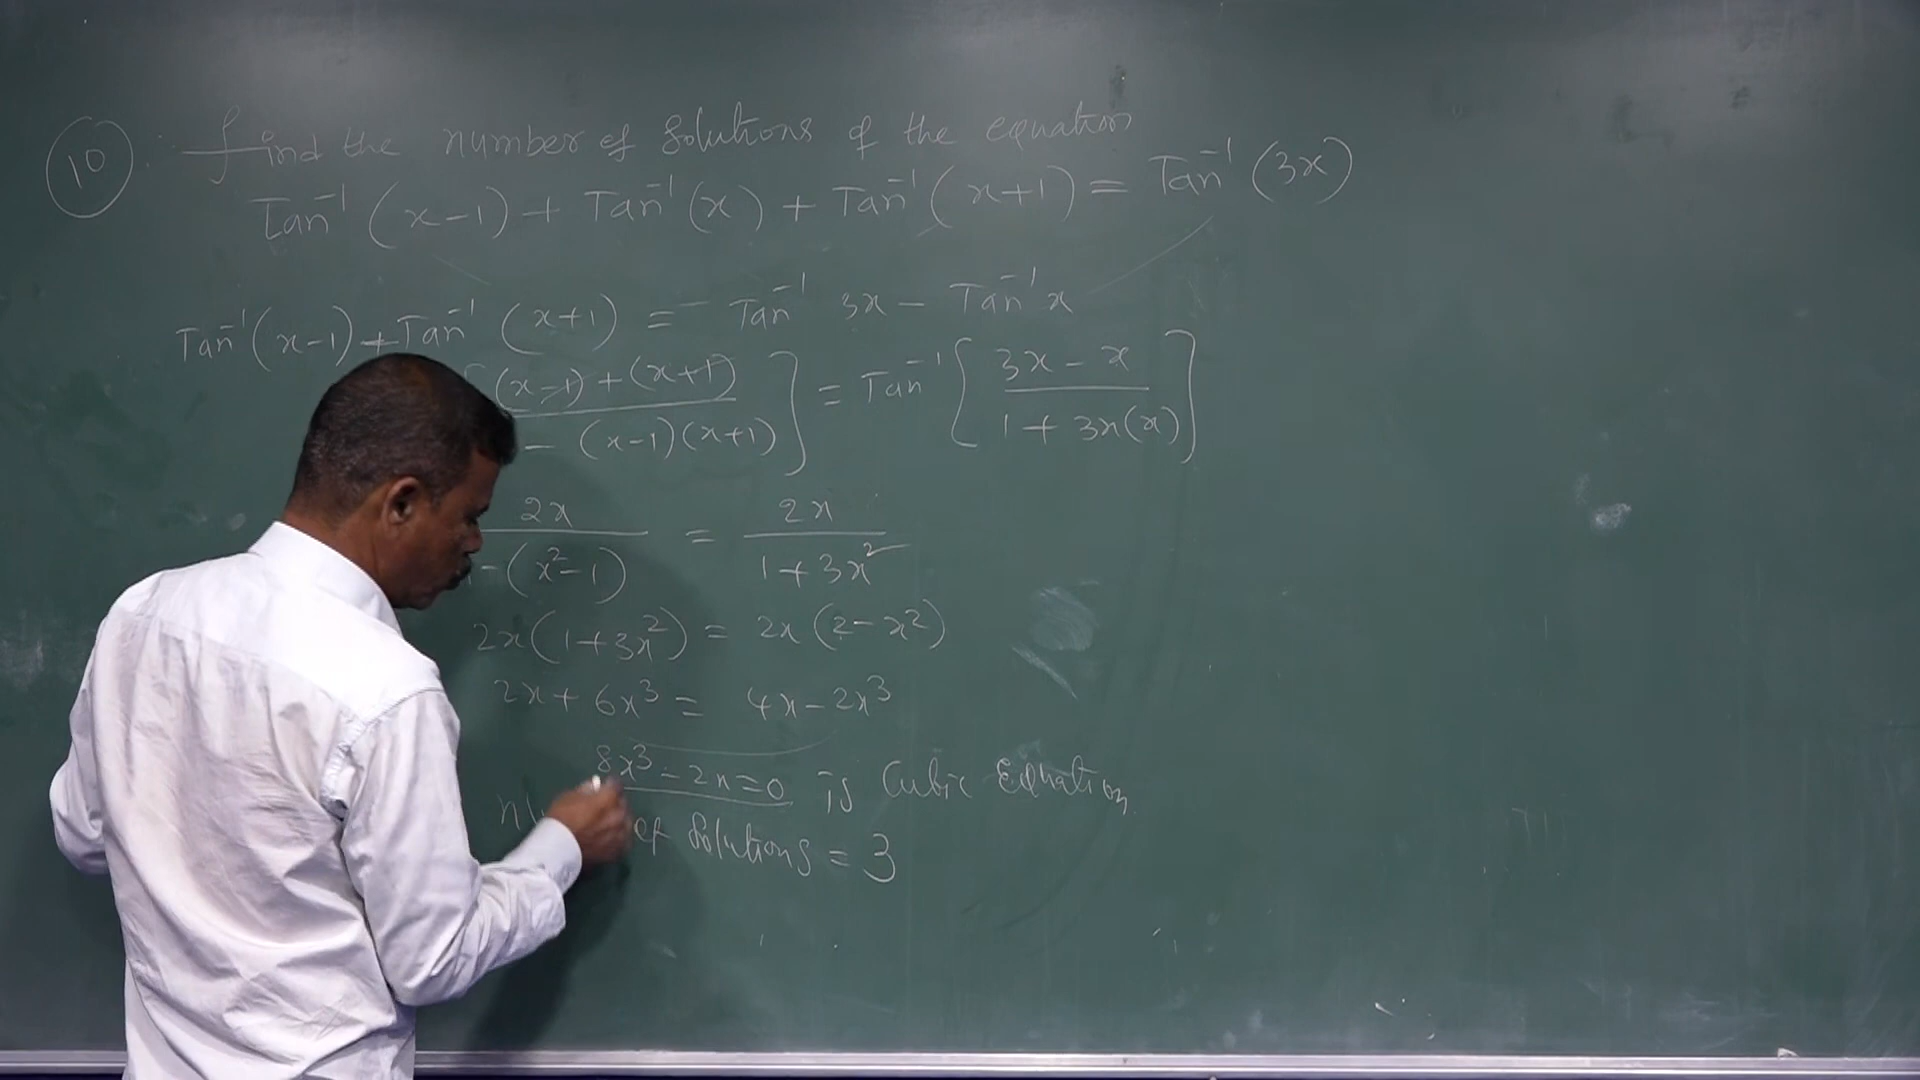 10 Find the number of Solutions of the equation
Tan⁻¹(x-1) + Tan⁻¹(x) + Tan⁻¹(x+1) = Tan⁻¹(3x)
Tan⁻¹(x-1) + Tan⁻¹(x+1) = Tan⁻¹ 3x - Tan⁻¹x
[(x-1) + (x+1) / - (x-1)(x+1)] = Tan⁻¹[3x - x / 1 + 3x(x)]
2x / -(x²-1) = 2x / 1+3x²
2x(1+3x²) = 2x(2-x²)
2x + 6x³ = 4x - 2x³
8x³ - 2x = 0 is Cubic Equation
of Solutions = 3